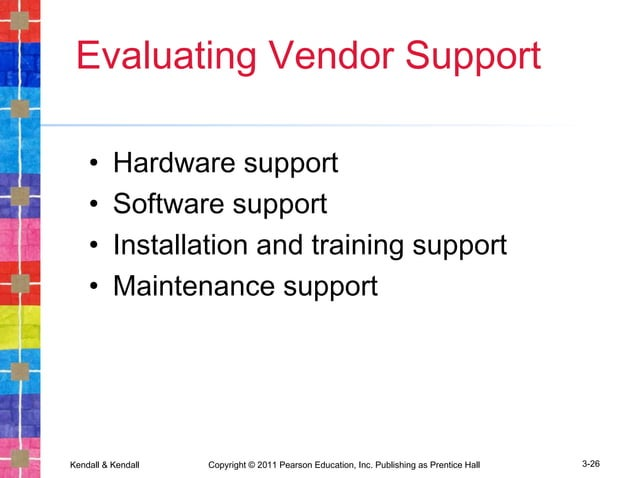 Evaluating Vendor Support
• Hardware support
• Software support
• Installation and training support
• Maintenance support
Kendall & Kendall Copyright © 2011 Pearson Education, Inc. Publishing as Prentice Hall 3-26